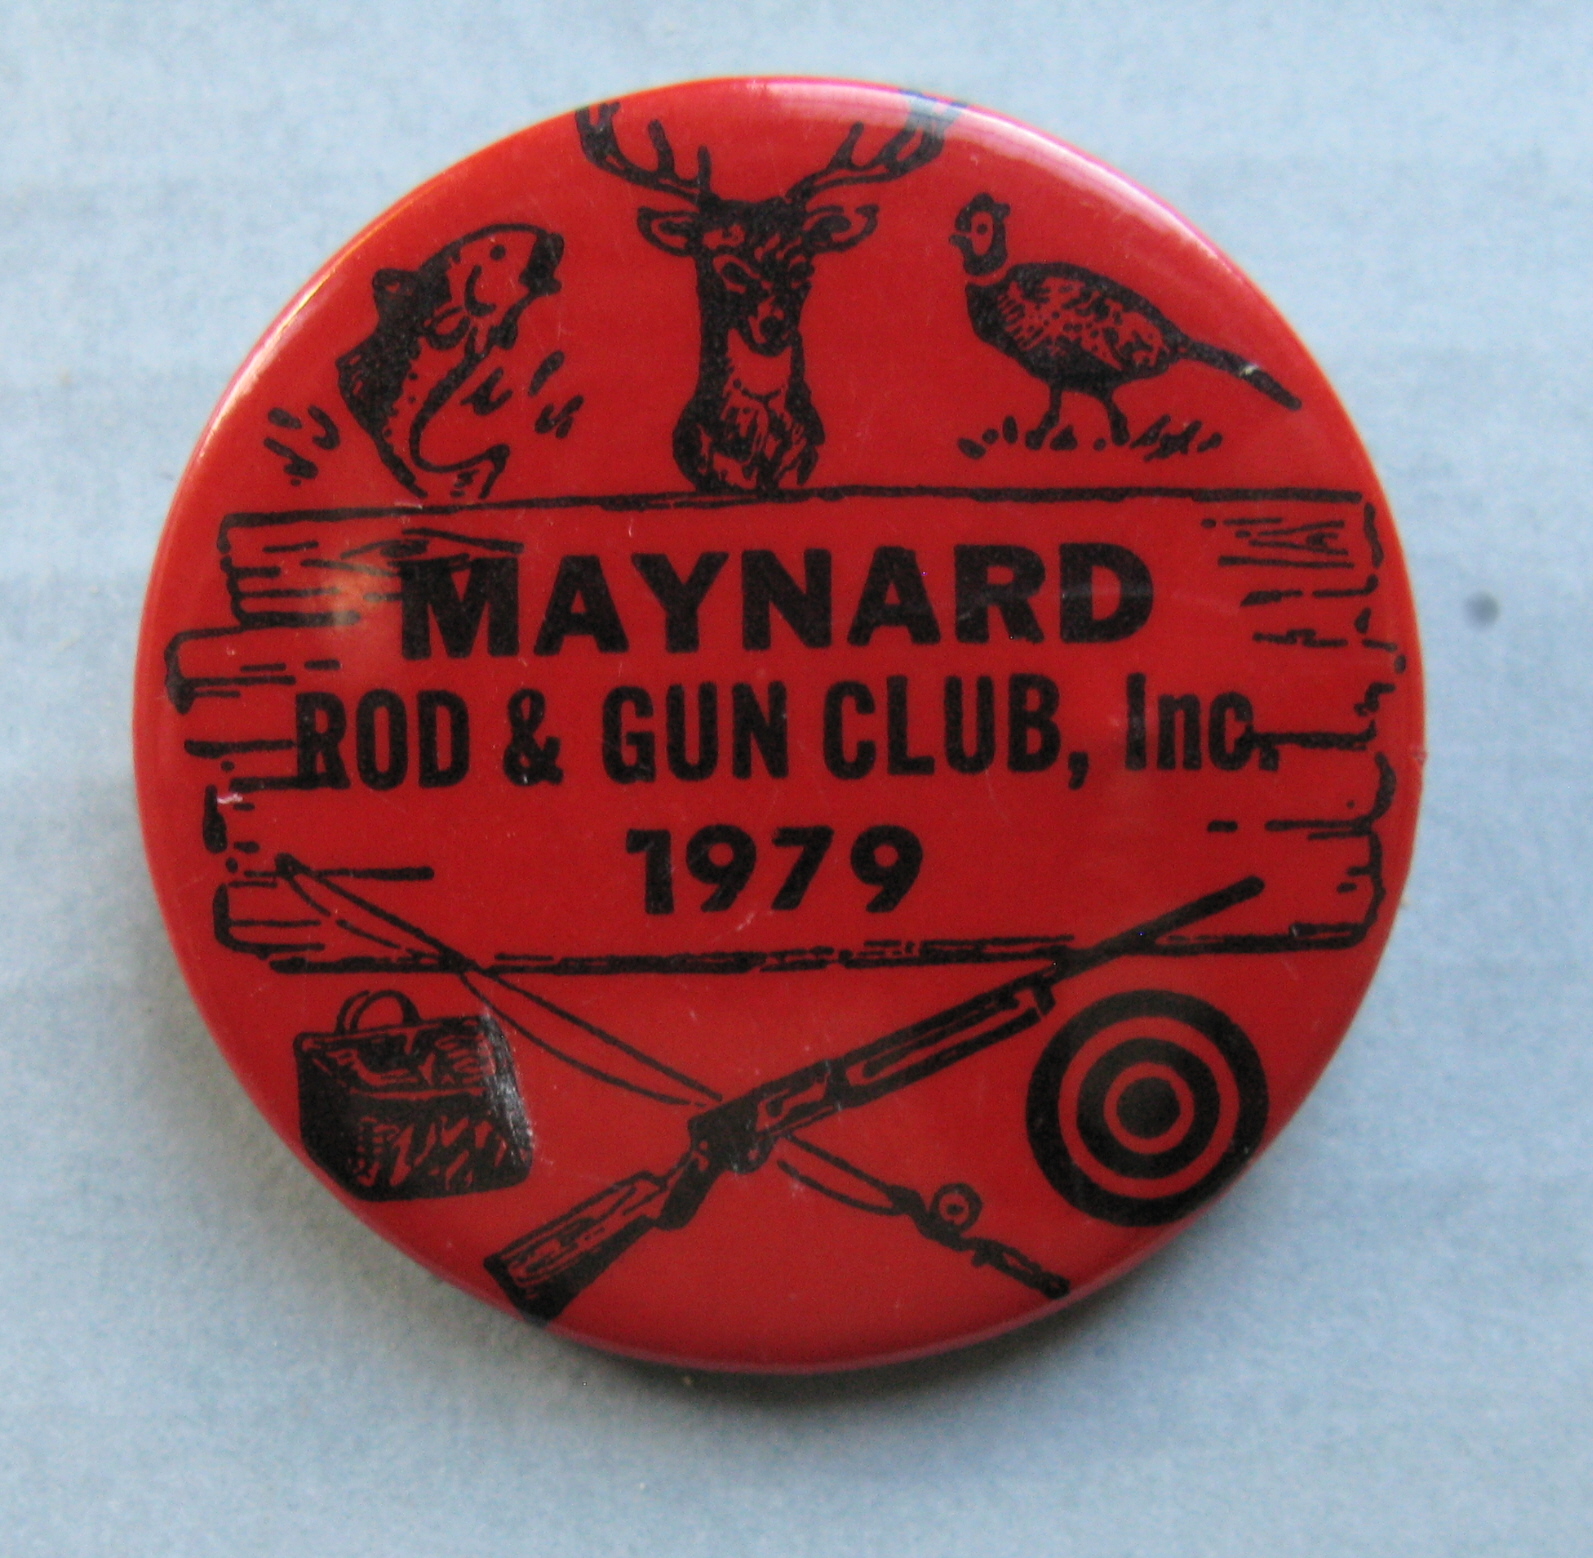 MAYNARD
ROD & GUN CLUB, Inc.
1979